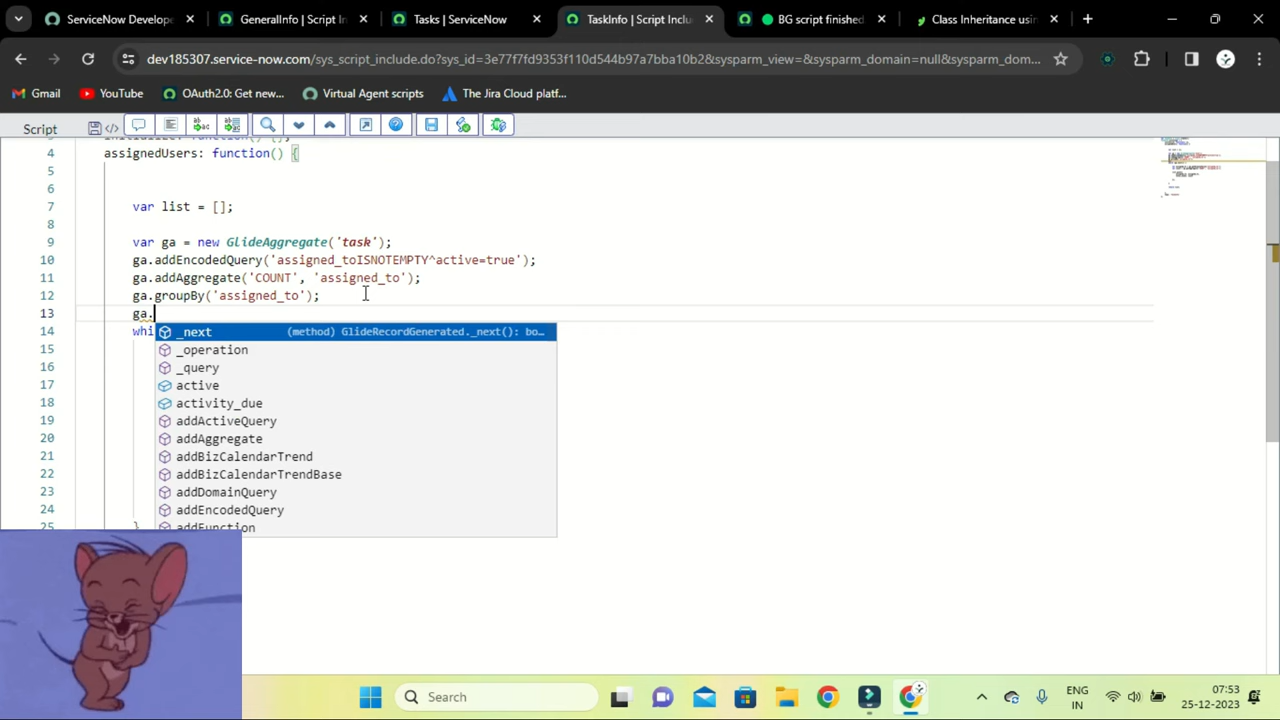 ServiceNow Develope
GeneralInfo | Script In
Tasks | ServiceNow
TaskInfo | Script Inclu
BG script finished
Class Inheritance usin
dev185307.service-now.com/sys_script_include.do?sys_id=3e77f7fd9353f110d544b97a7bba10b2&sysparm_view=&sysparm_domain=null&sysparm_dom...
Gmail
YouTube
OAuth2.0: Get new...
Virtual Agent scripts
The Jira Cloud platf...
Script
4 assignedUsers: function() {
5
6
7 var list = [];
8
9 var ga = new GlideAggregate('task');
10 ga.addEncodedQuery('assigned_toISNOTEMPTY^active=true');
11 ga.addAggregate('COUNT', 'assigned_to');
12 ga.groupBy('assigned_to');
13 ga.
14 whi
_next (method) GlideRecordGenerated._next(): bo...
15 _operation
16 _query
17 active
18 activity_due
19 addActiveQuery
20 addAggregate
21 addBizCalendarTrend
22 addBizCalendarTrendBase
23 addDomainQuery
24 addEncodedQuery
25 }
addFunction
Search
ENG
IN
07:53
25-12-2023